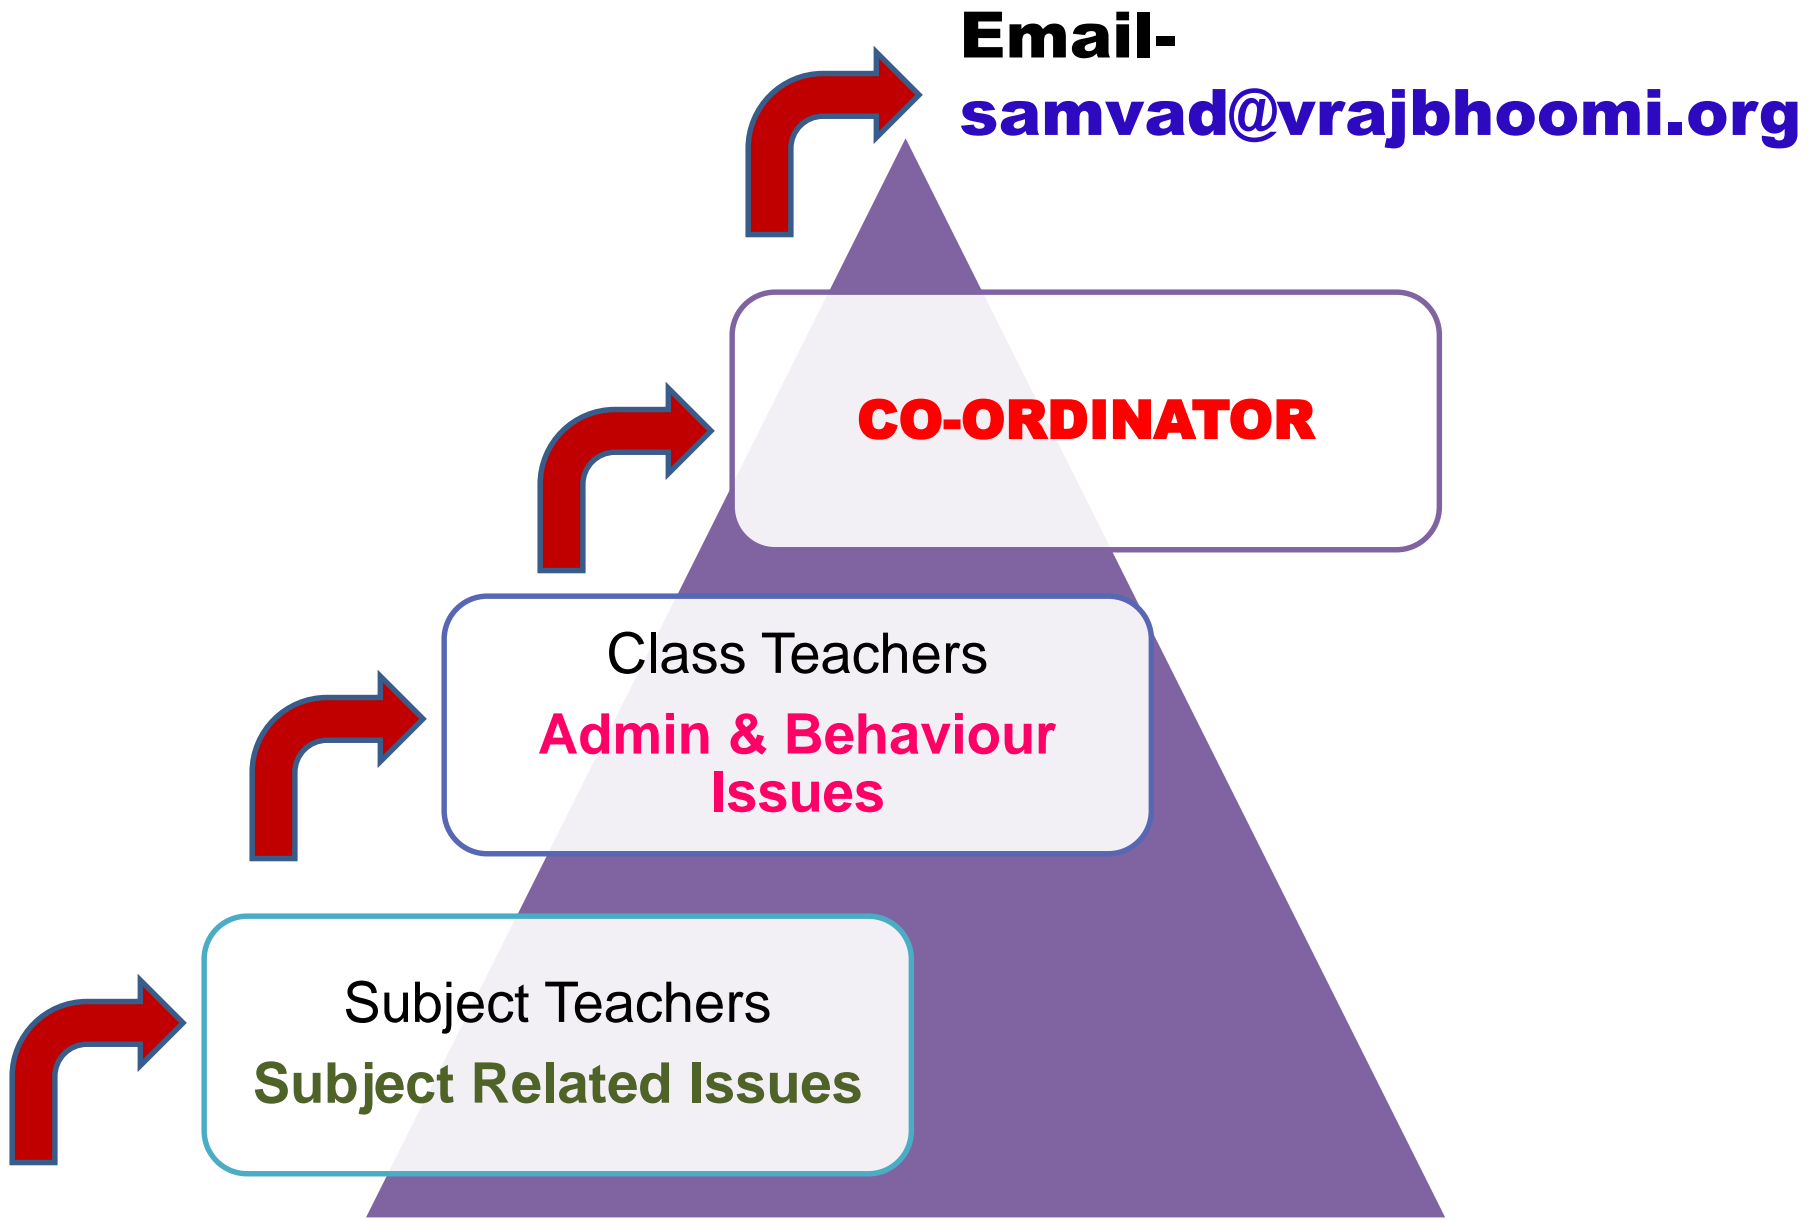 Email-
samvad@vrajbhoomi.org
CO-ORDINATOR
Class Teachers
Admin & Behaviour
Issues
Subject Teachers
Subject Related Issues